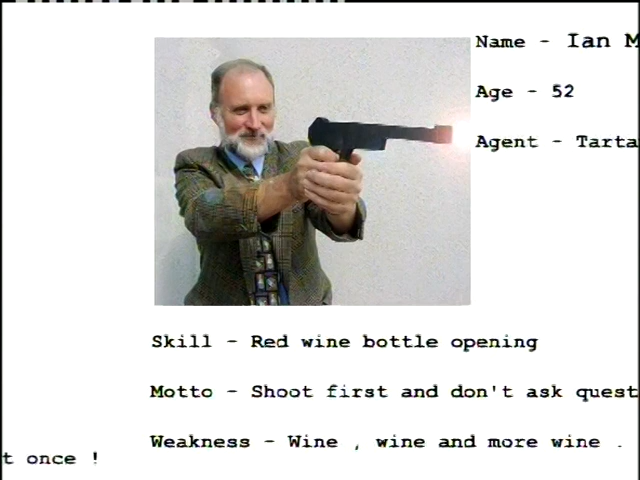 Name - Ian M
Age - 52
Agent - Tarta
Skill - Red wine bottle opening
Motto - Shoot first and don't ask quest
Weakness - Wine , wine and more wine .
t once !